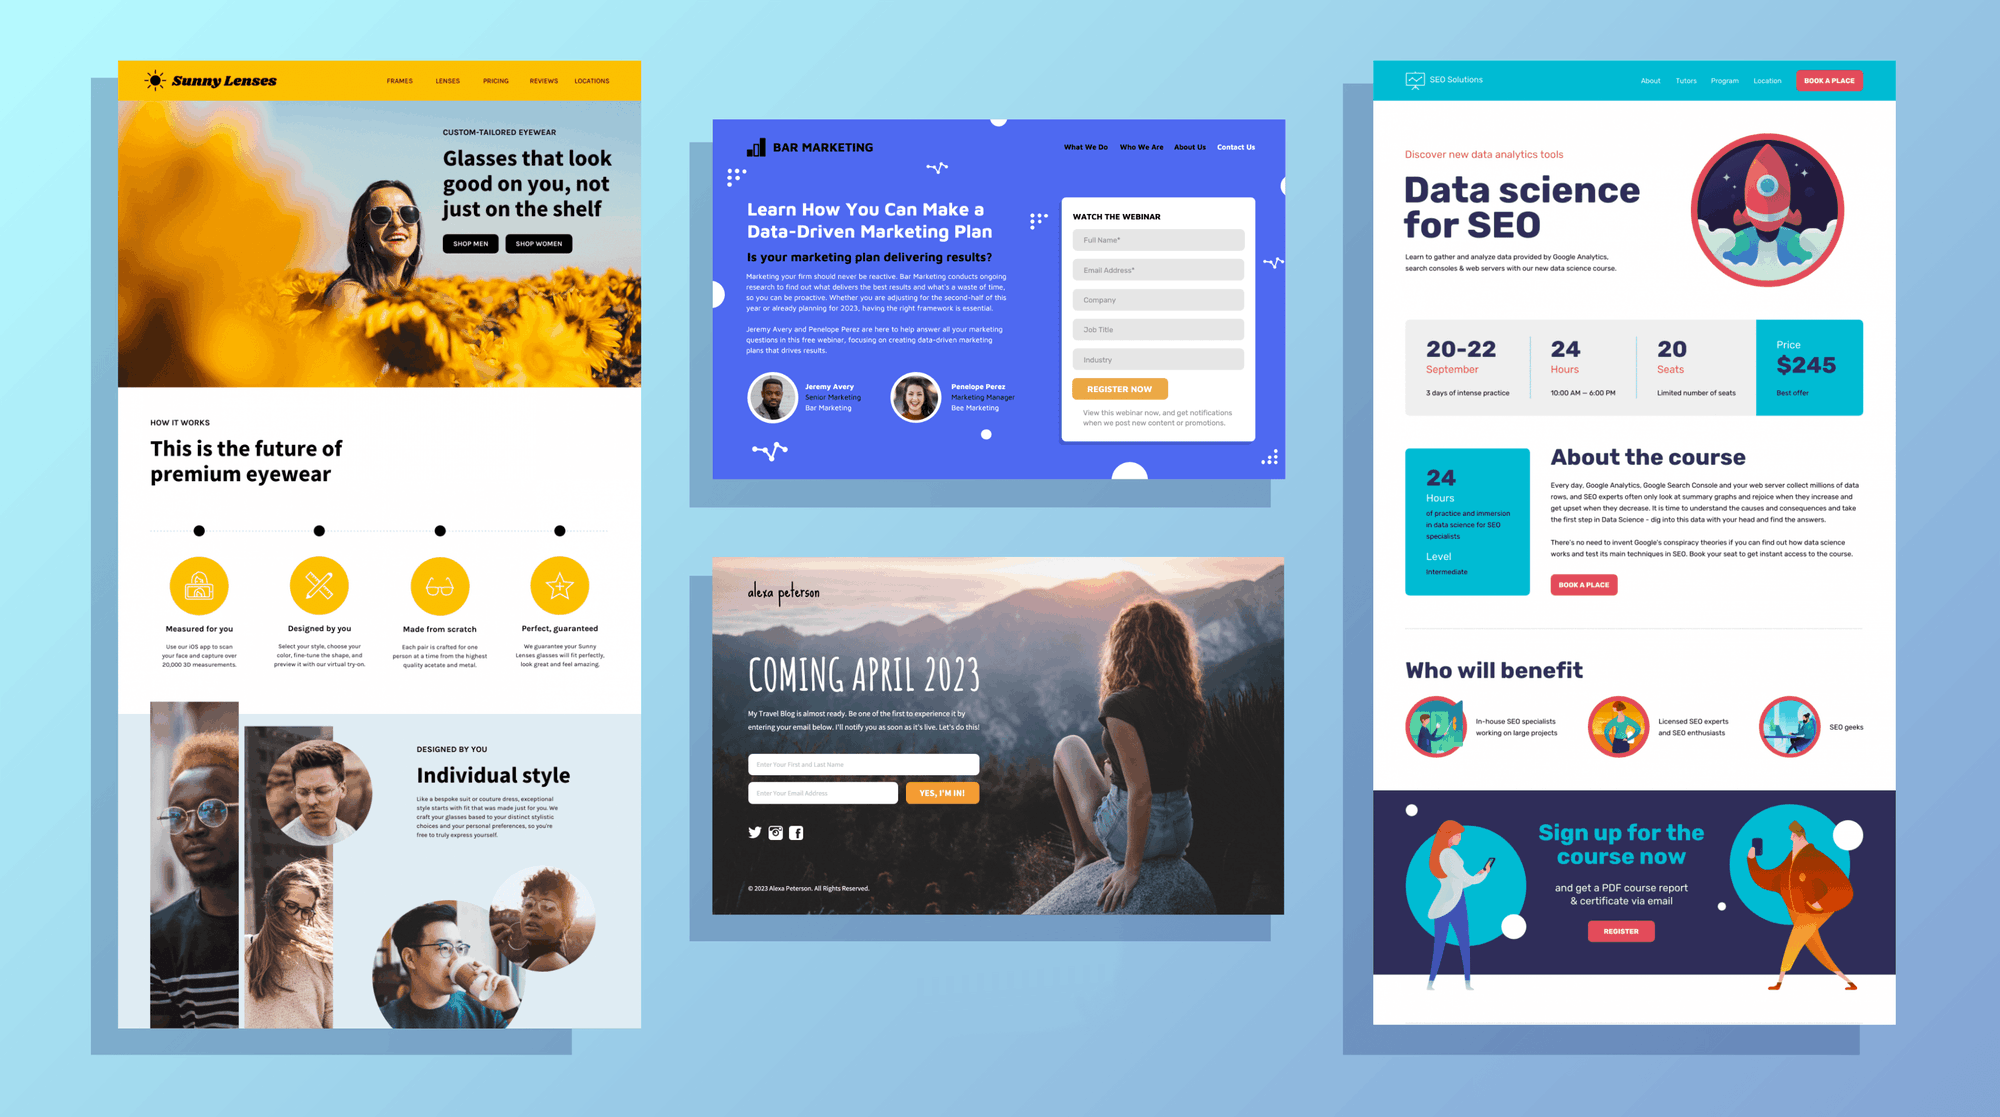 Sunny Lenses
FRAMES LENSES PRICING REVIEWS LOCATIONS
CUSTOM-TAILORED EYEWEAR
Glasses that look
good on you, not
just on the shelf
SHOP MEN SHOP WOMEN
HOW IT WORKS
This is the future of
premium eyewear
Measured for you
Use our iOS app to scan
your face and capture over
20,000 3D measurements.
Designed by you
Select your style, choose your
color, fine-tune the shape, and
preview it with our virtual try-on.
Made from scratch
Each pair is crafted for one
person at a time from the highest
quality acetate and metal.
Perfect, guaranteed
We guarantee your Sunny
Lenses glasses will fit perfectly,
look great and feel amazing.
DESIGNED BY YOU
Individual style
Like a bespoke suit or couture dress, exceptional
style starts with fit that was made just for you. We
craft your glasses based to your distinct stylistic
choices and your personal preferences, so you're
free to truly express yourself.
BAR MARKETING
What We Do Who We Are About Us Contact Us
Learn How You Can Make a
Data-Driven Marketing Plan
Is your marketing plan delivering results?
Marketing your firm should never be reactive. Bar Marketing conducts ongoing
research to find out what delivers the best results and what's a waste of time,
so you can be proactive. Whether you are adjusting for the second-half of this
year or already planning for 2023, having the right framework is essential.
Jeremy Avery and Penelope Perez are here to help answer all your marketing
questions in this free webinar, focusing on creating data-driven marketing
plans that drives results.
Jeremy Avery
Senior Marketing
Bar Marketing
Penelope Perez
Marketing Manager
Bee Marketing
WATCH THE WEBINAR
Full Name*
Email Address*
Company
Job Title
Industry
REGISTER NOW
View this webinar now, and get notifications
when we post new content or promotions.
alexa peterson
COMING APRIL 2023
My Travel Blog is almost ready. Be one of the first to experience it by
entering your email below. I'll notify you as soon as it's live. Let's do this!
Enter Your First and Last Name
Enter Your Email Address
YES, I'M IN!
© 2023 Alexa Peterson. All Rights Reserved.
SEO Solutions
About Tutors Program Location BOOK A PLACE
Discover new data analytics tools
Data science
for SEO
Learn to gather and analyze data provided by Google Analytics,
search consoles & web servers with our new data science course.
20-22
September
3 days of intense practice
24
Hours
10:00 AM — 6:00 PM
20
Seats
Limited number of seats
Price
$245
Best offer
24
Hours
of practice and immersion
in data science for SEO
specialists
Level
Intermediate
About the course
Every day, Google Analytics, Google Search Console and your web server collect millions of data
rows, and SEO experts often only look at summary graphs and rejoice when they increase and
get upset when they decrease. It is time to understand the causes and consequences and take
the first step in Data Science - dig into this data with your head and find the answers.
There's no need to invent Google's conspiracy theories if you can find out how data science
works and test its main techniques in SEO. Book your seat to get instant access to the course.
BOOK A PLACE
Who will benefit
In-house SEO specialists
working on large projects
Licensed SEO experts
and SEO enthusiasts
SEO geeks
Sign up for the
course now
and get a PDF course report
& certificate via email
REGISTER